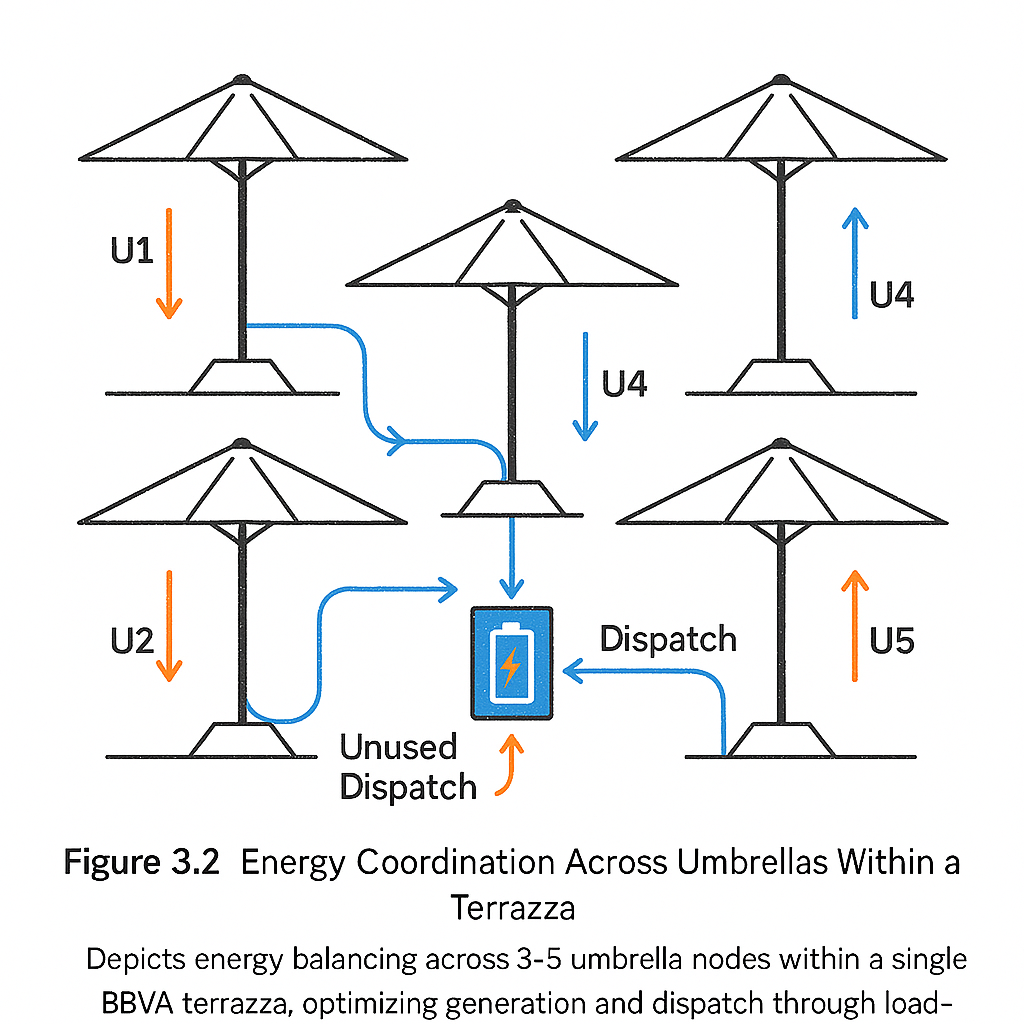 U1
U4
U4
U2
Dispatch
U5
Unused
Dispatch
Figure 3.2 Energy Coordination Across Umbrellas Within a
Terrazza
Depicts energy balancing across 3-5 umbrella nodes within a single
BBVA terrazza, optimizing generation and dispatch through load-